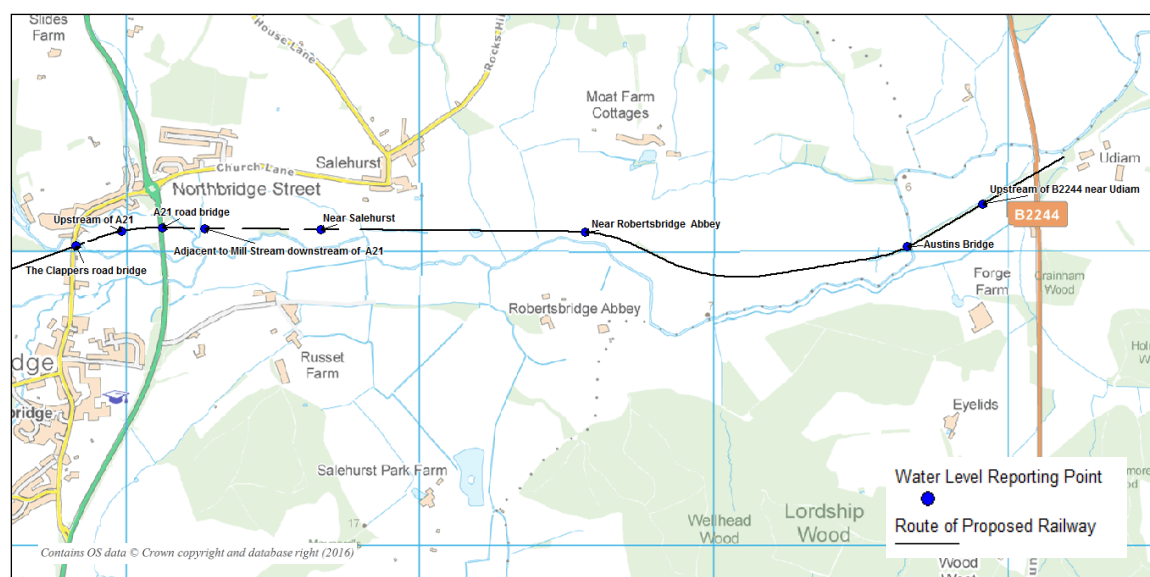 Slides
Farm
House Lane
Rocks Hi
Moat Farm
Cottages
Salehurst
Church Lane
Northbridge Street
Udiam
6
Upstream of B2244 near Udiam
B2244
Upstream of A21
A21 road bridge
Near Salehurst
Near Robertsbridge Abbey
Adjacent to Mill Stream downstream of A21
Austins Bridge
The Clappers road bridge
Forge
Farm
Crainham
Wood
Robertsbridge Abbey
7
dge
Russet
Farm
bridge
Eyelids
Salehurst Park Farm
17
Wellhead
Wood
Lordship
Wood
Water Level Reporting Point
Route of Proposed Railway
Wood
Contains OS data © Crown copyright and database right (2016)